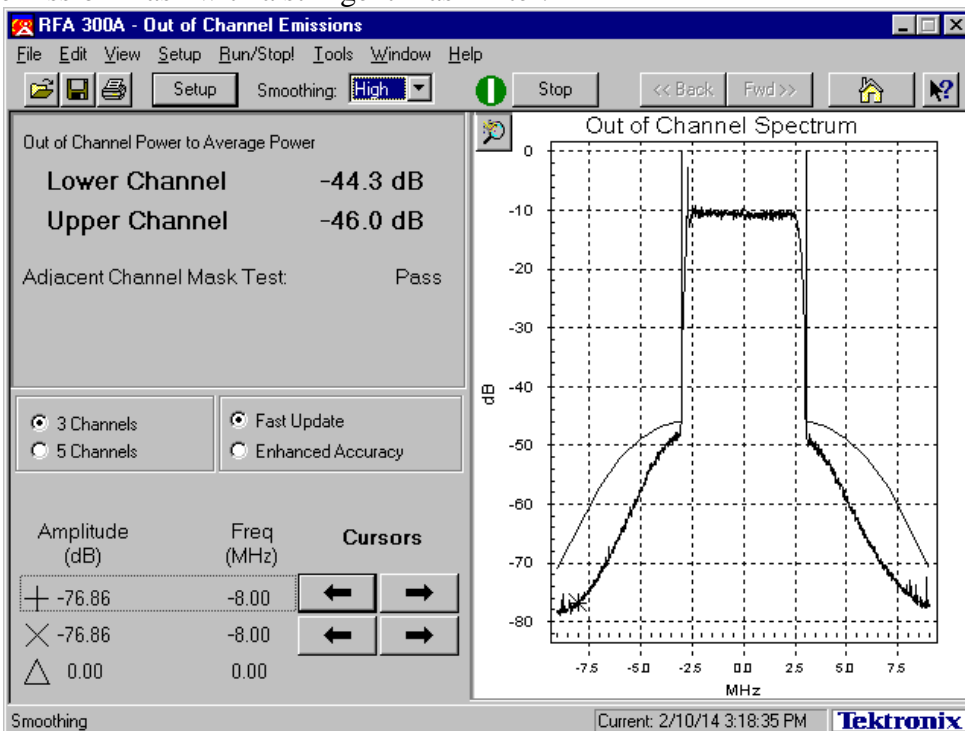 RFA 300A - Out of Channel Emissions
File Edit View Setup Run/Stop! Tools Window Help
Setup Smoothing: High Stop << Back Fwd >>
Out of Channel Power to Average Power
Lower Channel -44.3 dB
Upper Channel -46.0 dB
Adjacent Channel Mask Test: Pass
3 Channels
5 Channels
Fast Update
Enhanced Accuracy
Amplitude (dB) Freq (MHz) Cursors
-76.86 -8.00
-76.86 -8.00
0.00 0.00
Out of Channel Spectrum
0
-10
-20
-30
-40
-50
-60
-70
-80
dB
-7.5 -5.0 -2.5 0.0 2.5 5.0 7.5
MHz
Smoothing Current: 2/10/14 3:18:35 PM Tektronix